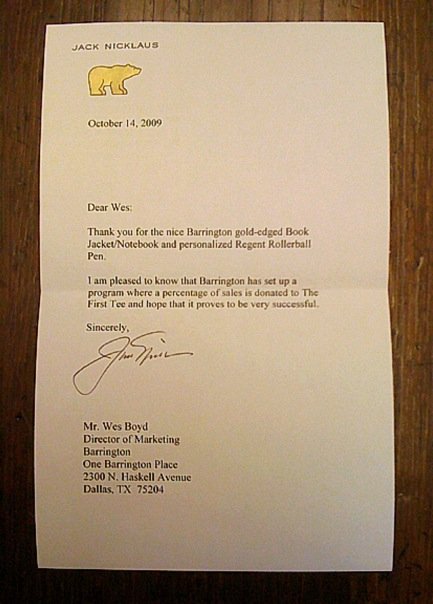 JACK NICKLAUS
October 14, 2009
Dear Wes:
Thank you for the nice Barrington gold-edged Book
Jacket/Notebook and personalized Regent Rollerball
Pen.
I am pleased to know that Barrington has set up a
program where a percentage of sales is donated to The
First Tee and hope that it proves to be very successful.
Sincerely,
Mr. Wes Boyd
Director of Marketing
Barrington
One Barrington Place
2300 N. Haskell Avenue
Dallas, TX 75204